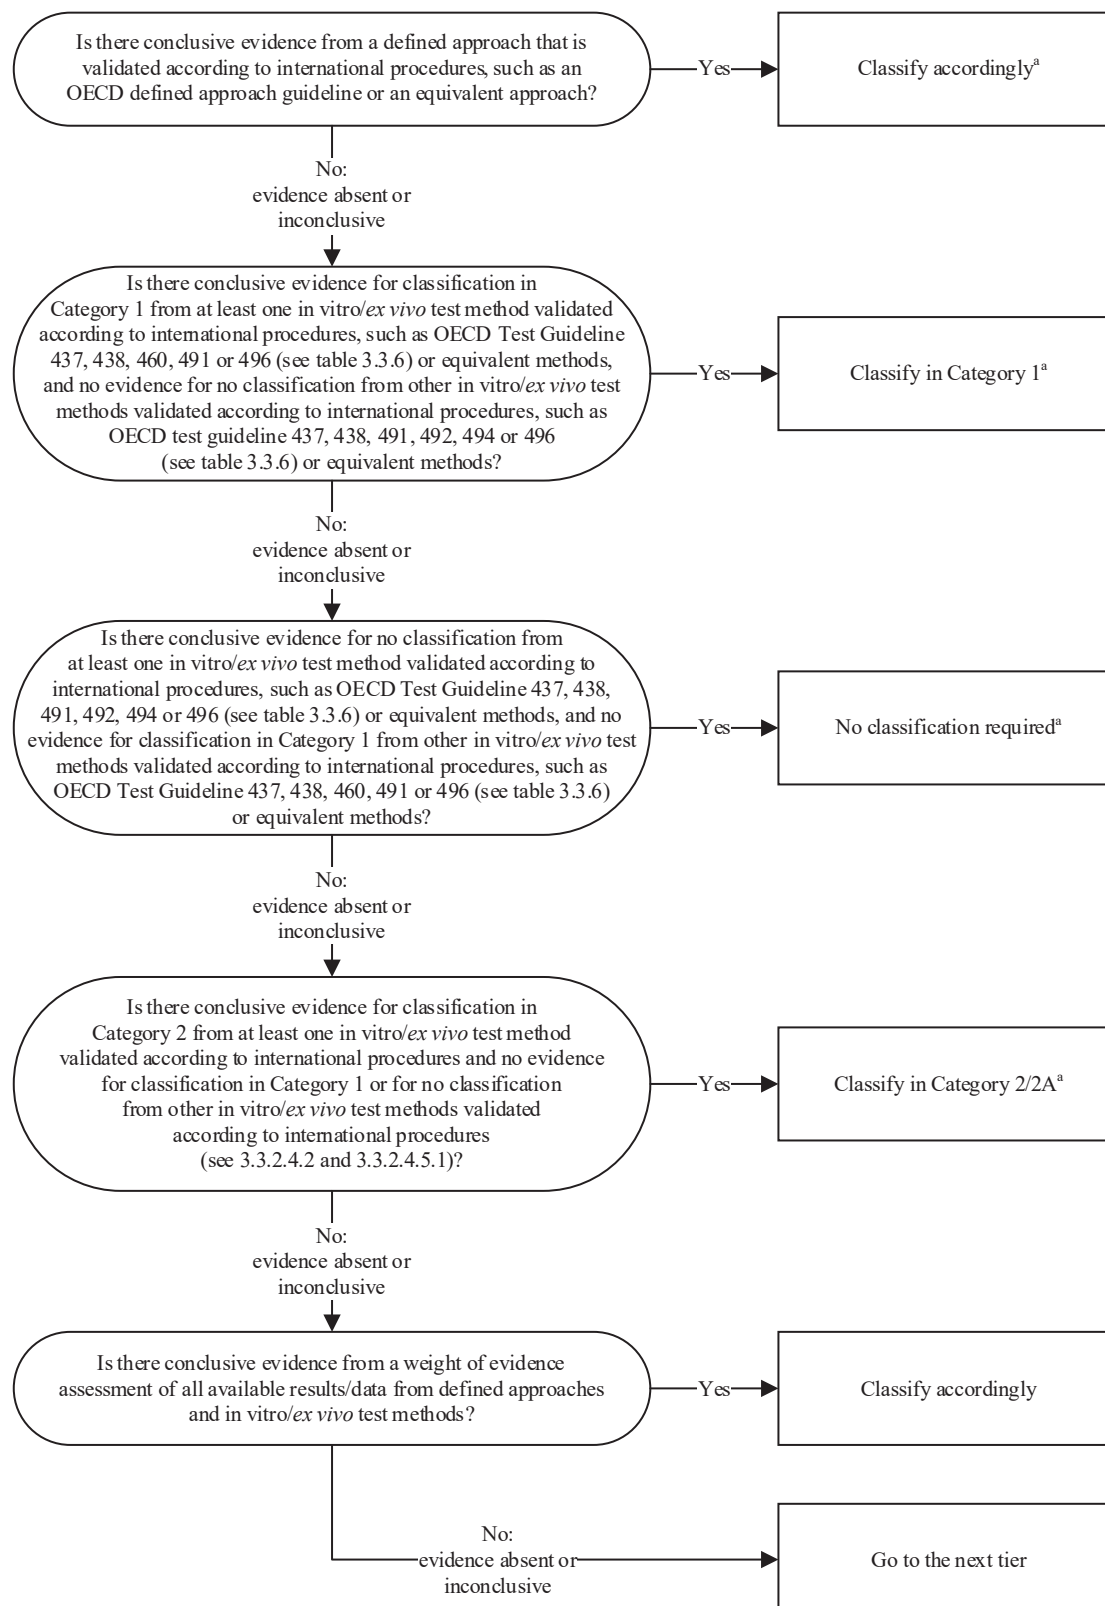 Is there conclusive evidence from a defined approach that is
validated according to international procedures, such as an
OECD defined approach guideline or an equivalent approach?
Yes
Classify accordinglyª
No:
evidence absent or
inconclusive
Is there conclusive evidence for classification in
Category 1 from at least one in vitro/ex vivo test method validated
according to international procedures, such as OECD Test Guideline
437, 438, 460, 491 or 496 (see table 3.3.6) or equivalent methods,
and no evidence for no classification from other in vitro/ex vivo test
methods validated according to international procedures, such as
OECD test guideline 437, 438, 491, 492, 494 or 496
(see table 3.3.6) or equivalent methods?
Yes
Classify in Category 1ª
No:
evidence absent or
inconclusive
Is there conclusive evidence for no classification from
at least one in vitro/ex vivo test method validated according to
international procedures, such as OECD Test Guideline 437, 438,
491, 492, 494 or 496 (see table 3.3.6) or equivalent methods, and no
evidence for classification in Category 1 from other in vitro/ex vivo test
methods validated according to international procedures, such as
OECD Test Guideline 437, 438, 460, 491 or 496 (see table 3.3.6)
or equivalent methods?
Yes
No classification requiredª
No:
evidence absent or
inconclusive
Is there conclusive evidence for classification in
Category 2 from at least one in vitro/ex vivo test method
validated according to international procedures and no evidence
for classification in Category 1 or for no classification
from other in vitro/ex vivo test methods validated
according to international procedures
(see 3.3.2.4.2 and 3.3.2.4.5.1)?
Yes
Classify in Category 2/2Aª
No:
evidence absent or
inconclusive
Is there conclusive evidence from a weight of evidence
assessment of all available results/data from defined approaches
and in vitro/ex vivo test methods?
Yes
Classify accordingly
No:
evidence absent or
inconclusive
Go to the next tier